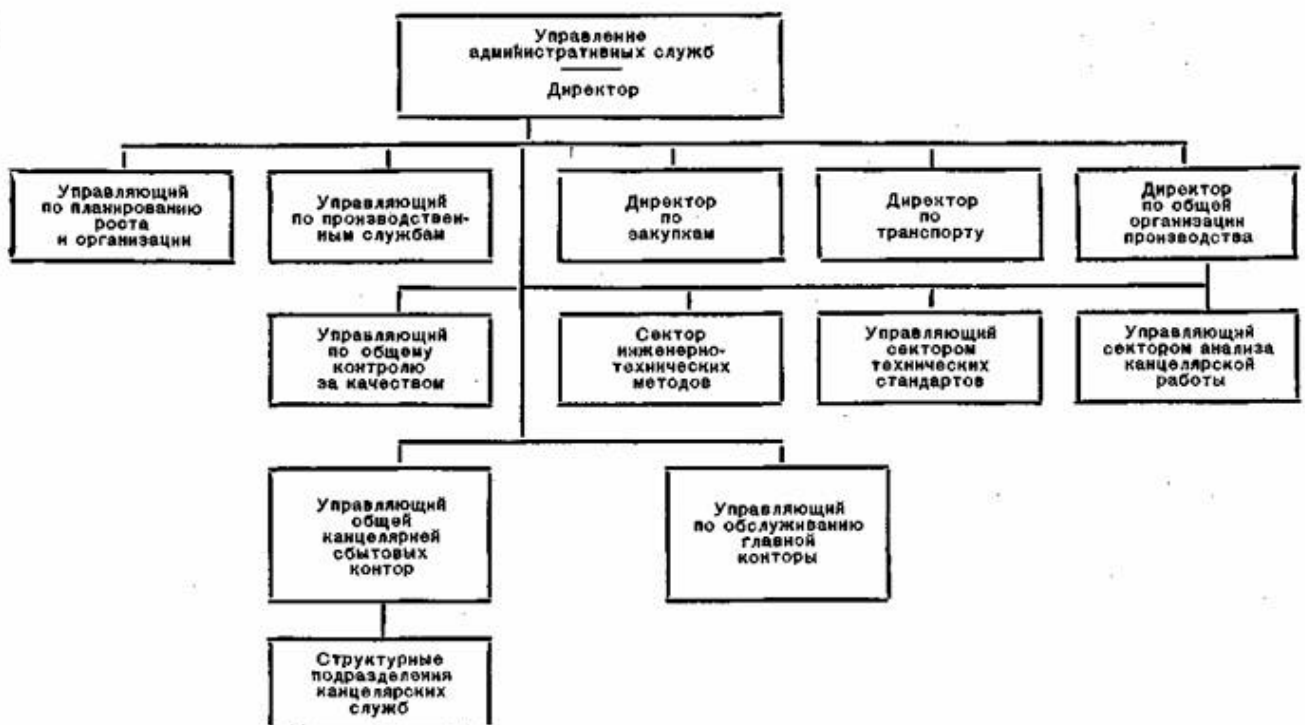 Управление
административных служб
Директор
Управляющий
по планированию
роста
и организации
Управляющий
по производствен-
ным службам
Директор
по
закупкам
Директор
по
транспорту
Директор
по общей
организации
производства
Управляющий
по общему
контролю
за качеством
Сектор
инженерно-
технических
методов
Управляющий
сектором
технических
стандартов
Управляющий
сектором анализа
канцелярской
работы
Управляющий
общей
канцелярией
сбытовых
контор
Управляющий
по обслуживанию
главной
конторы
Структурные
подразделения
канцелярских
служб